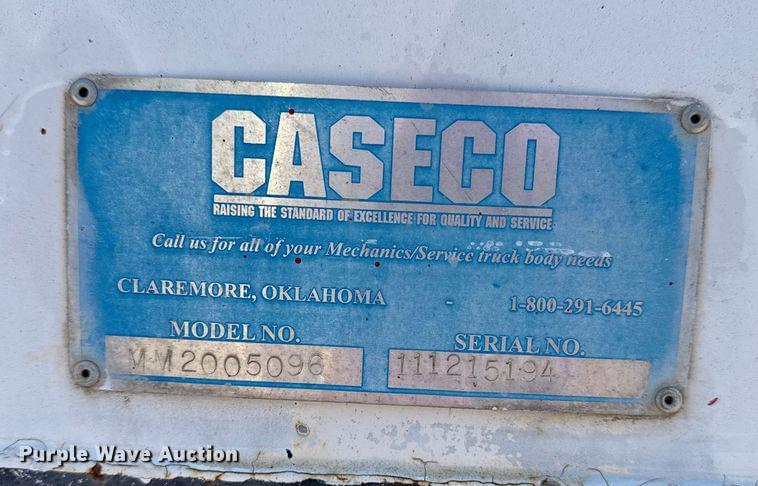 CASECO
RAISING THE STANDARD OF EXCELLENCE FOR QUALITY AND SERVICE
Call us for all of your Mechanics/Service truck body needs
CLAREMORE, OKLAHOMA - 1-800-291-6445
MODEL NO. SERIAL NO.
MM2005096 111215194
Purple Wave Auction